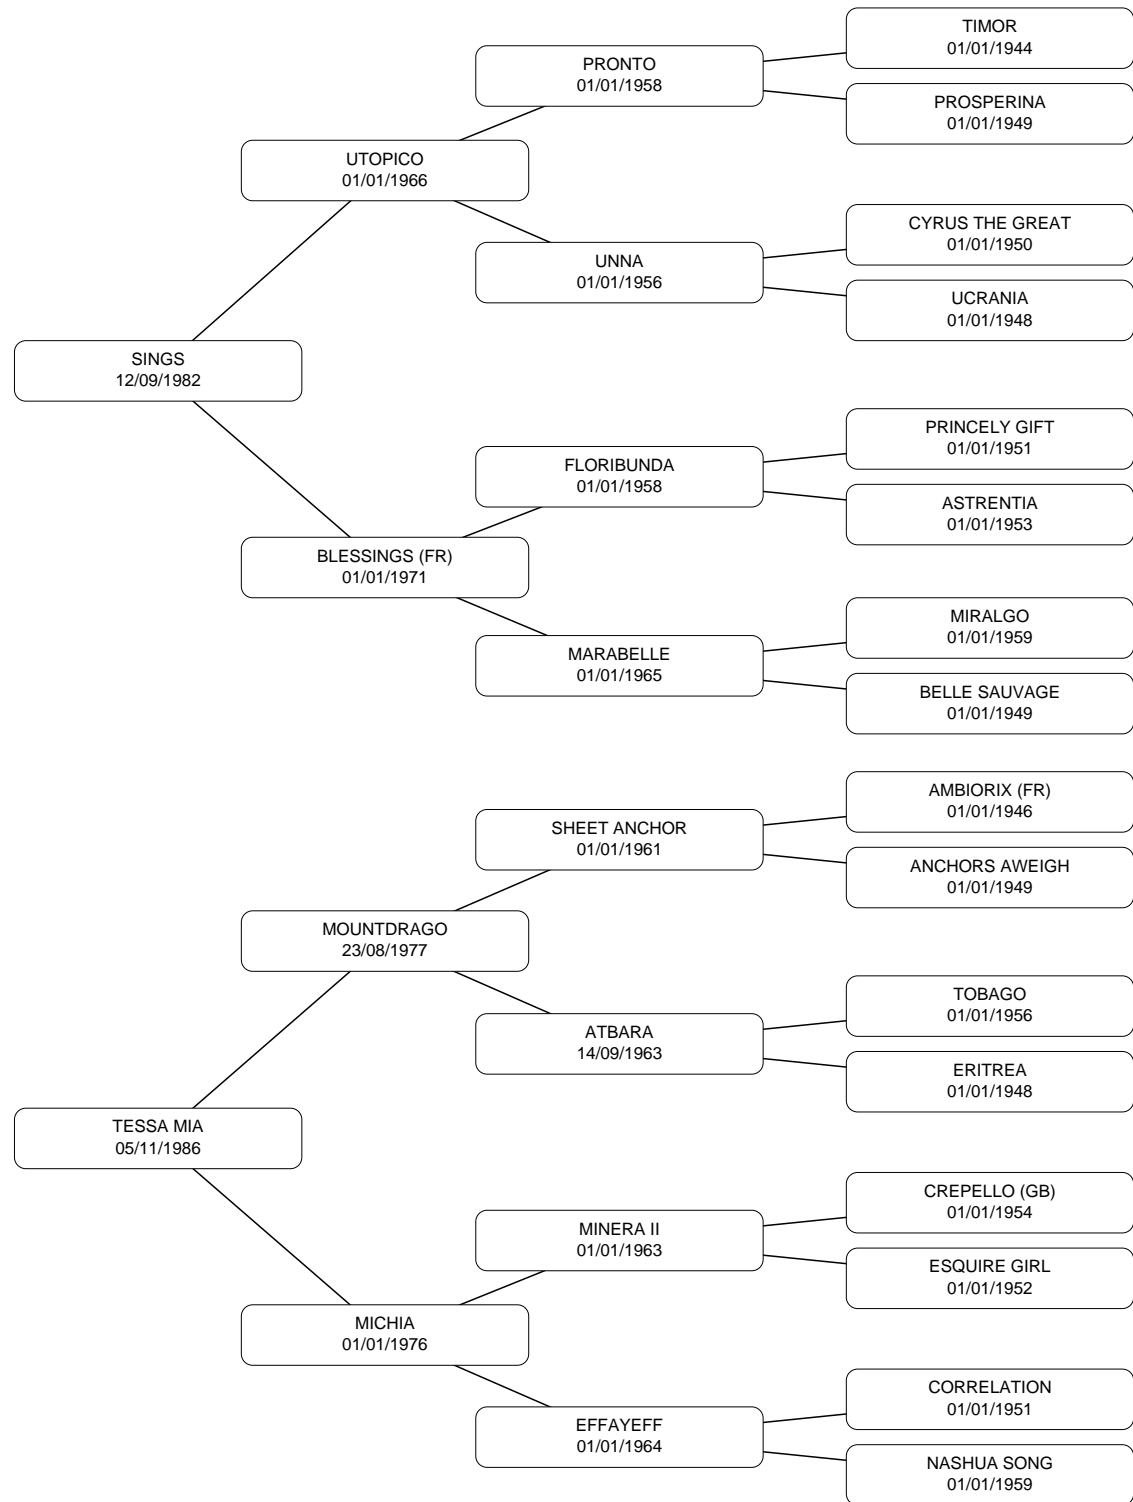 TIMOR
01/01/1944
PRONTO
01/01/1958
PROSPERINA
01/01/1949
UTOPICO
01/01/1966
CYRUS THE GREAT
01/01/1950
UNNA
01/01/1956
UCRANIA
01/01/1948
SINGS
12/09/1982
PRINCELY GIFT
01/01/1951
FLORIBUNDA
01/01/1958
ASTRENTIA
01/01/1953
BLESSINGS (FR)
01/01/1971
MIRALGO
01/01/1959
MARABELLE
01/01/1965
BELLE SAUVAGE
01/01/1949
AMBIORIX (FR)
01/01/1946
SHEET ANCHOR
01/01/1961
ANCHORS AWEIGH
01/01/1949
MOUNTDRAGO
23/08/1977
TOBAGO
01/01/1956
ATBARA
14/09/1963
ERITREA
01/01/1948
TESSA MIA
05/11/1986
CREPELLO (GB)
01/01/1954
MINERA II
01/01/1963
ESQUIRE GIRL
01/01/1952
MICHIA
01/01/1976
CORRELATION
01/01/1951
EFFAYEFF
01/01/1964
NASHUA SONG
01/01/1959